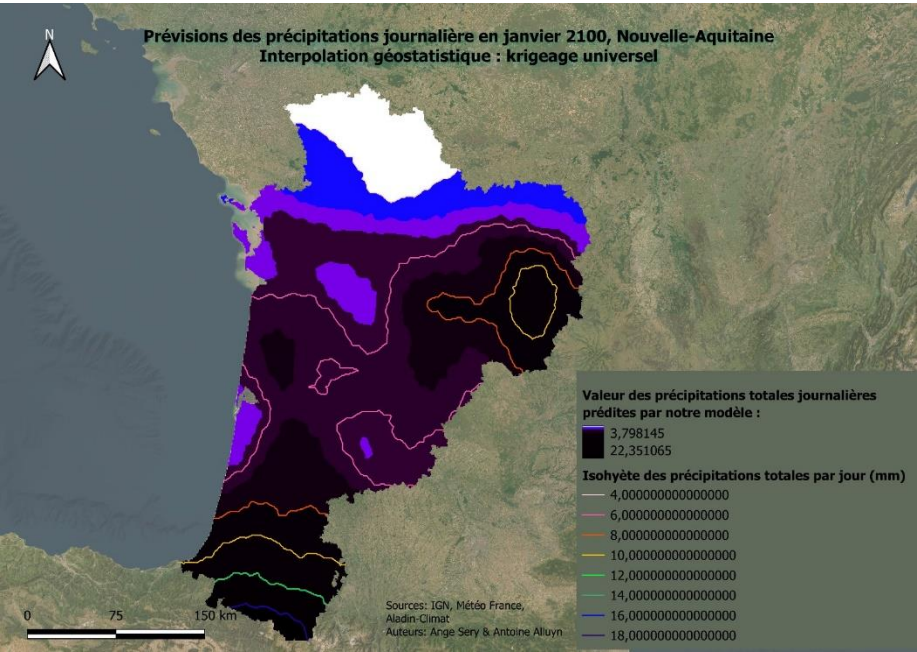 Prévisions des précipitations journalière en janvier 2100, Nouvelle-Aquitaine
Interpolation géostatistique : krigeage universel
N
Valeur des précipitations totales journalières
prédites par notre modèle :
3,798145
22,351065
Isohyète des précipitations totales par jour (mm)
4,000000000000000
6,000000000000000
8,000000000000000
10,000000000000000
12,000000000000000
14,000000000000000
16,000000000000000
18,000000000000000
0 75 150 km
Sources: IGN, Météo France,
Aladin-Climat
Auteurs: Ange Sery & Antoine Alluyn